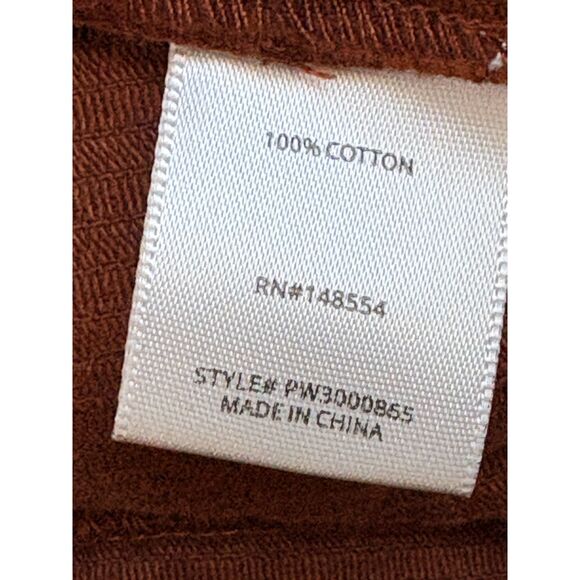 100% COTTON
RN#148554
STYLE# PW3000865
MADE IN CHINA